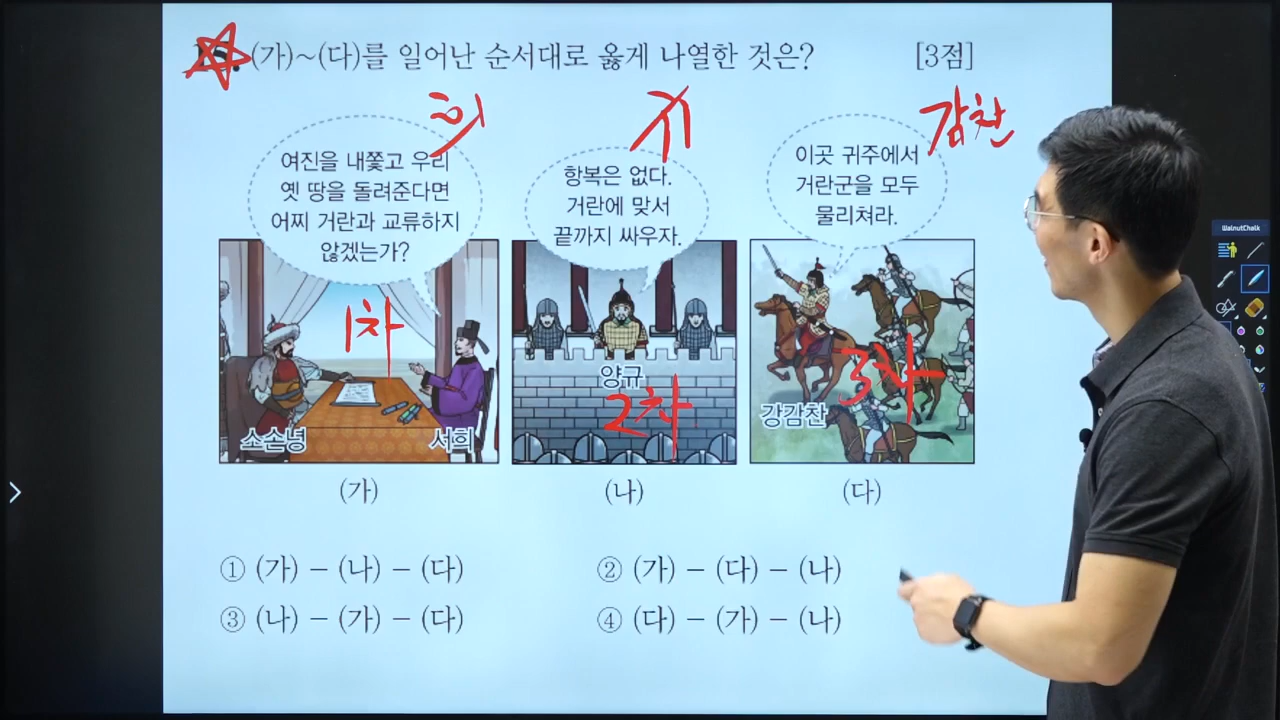 (가)~(다)를 일어난 순서대로 옳게 나열한 것은? [3점]
희
규
감찬
여진을 내쫓고 우리
옛 땅을 돌려준다면
어찌 거란과 교류하지
않겠는가?
항복은 없다.
거란에 맞서
끝까지 싸우자.
이곳 귀주에서
거란군을 모두
물리쳐라.
1차
소손녕
서희
양규
2차
3차
강감찬
(가)
(나)
(다)
① (가) - (나) - (다)
② (가) - (다) - (나)
③ (나) - (가) - (다)
④ (다) - (가) - (나)
WalnutChalk